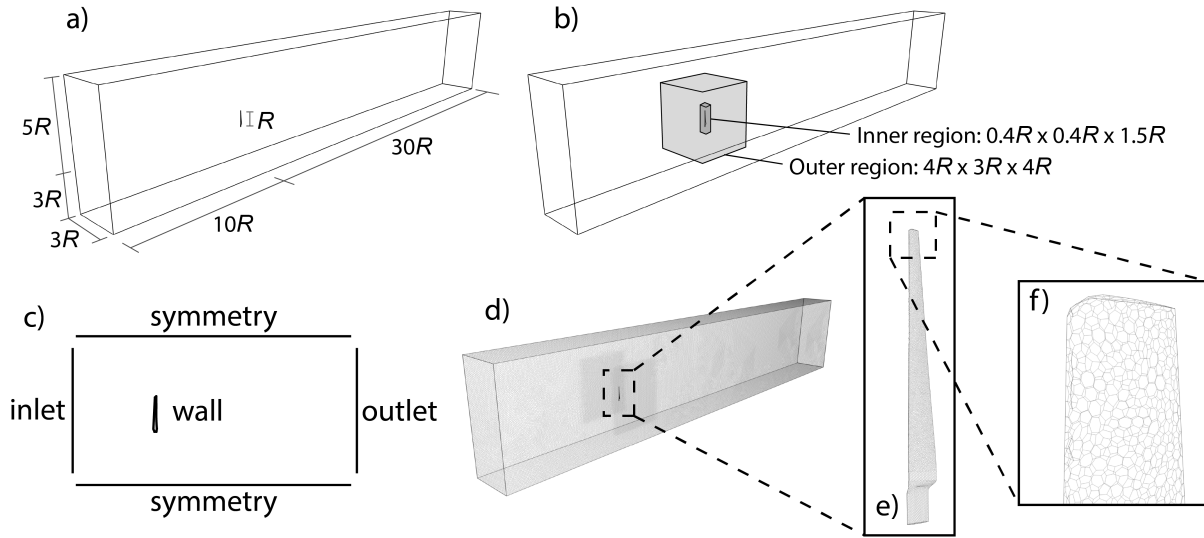 a)
5R
3R
3R
10R
30R
R
b)
Inner region: 0.4R x 0.4R x 1.5R
Outer region: 4R x 3R x 4R
c)
symmetry
inlet
wall
outlet
symmetry
d)
e)
f)